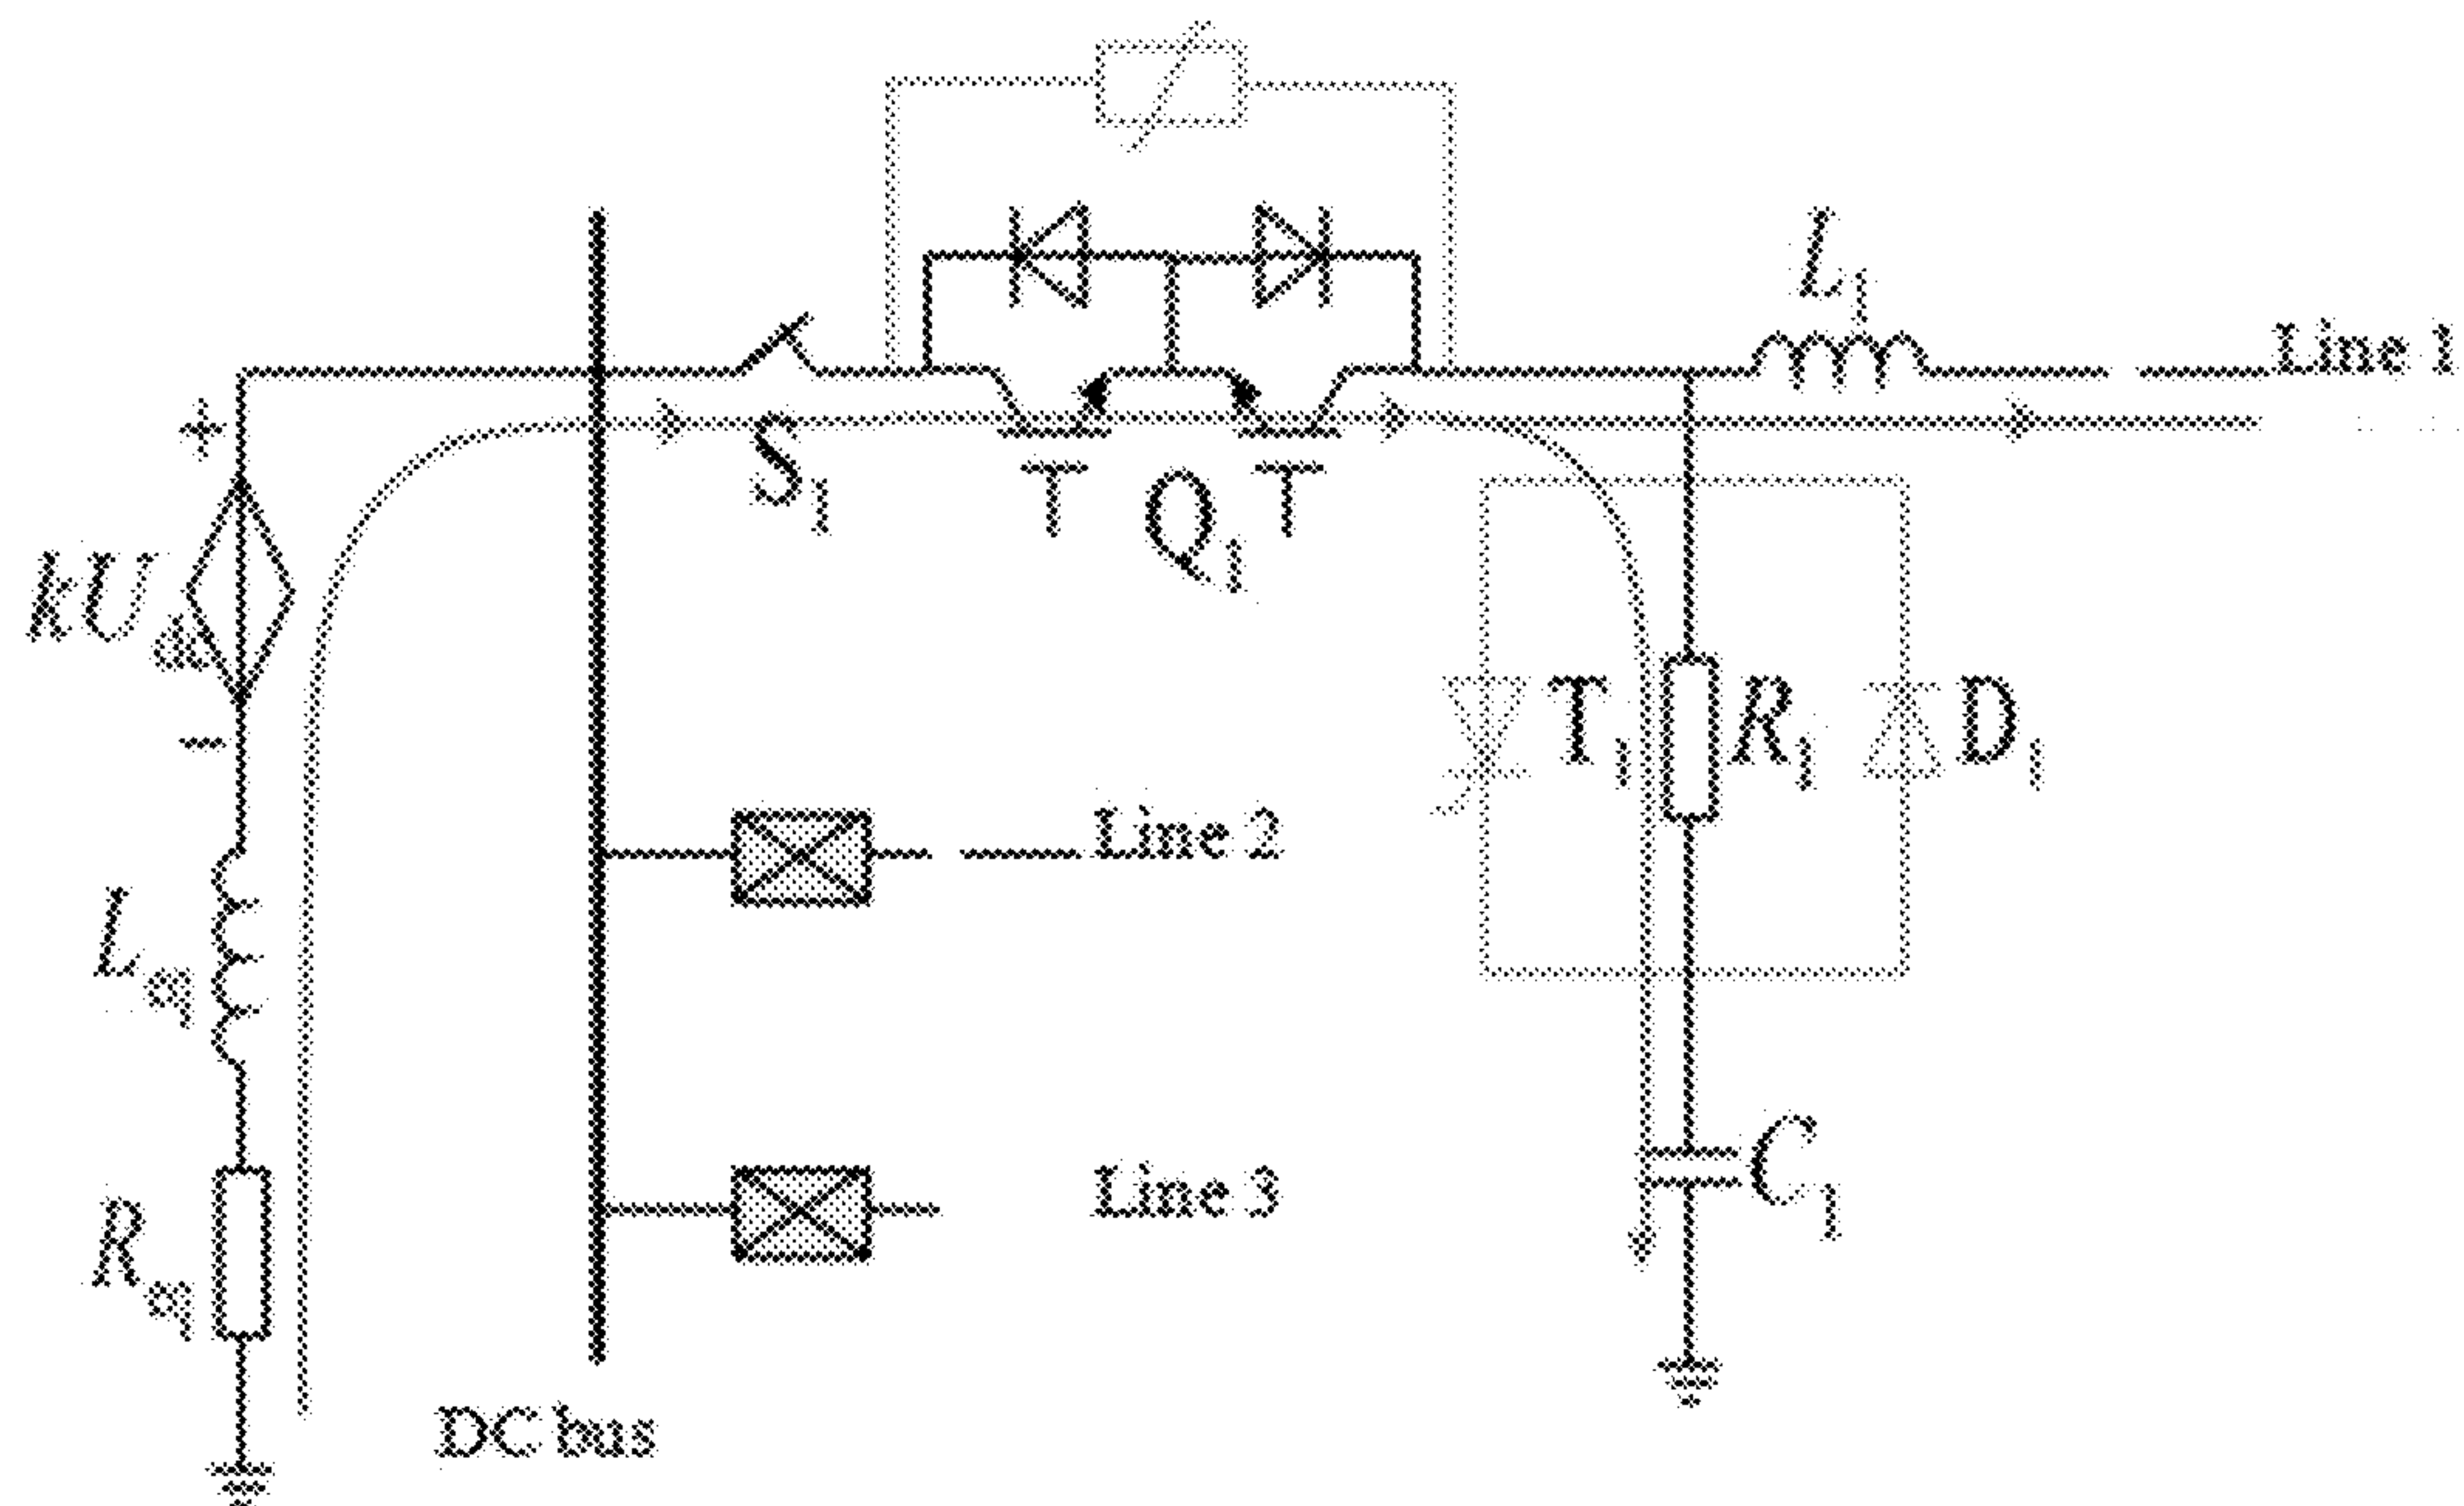 L1
Line 1
+
S1
T Q1 T
kUdc
−
T1 R1 D1
Line 2
Leq
C1
Line 3
Req
DC bus